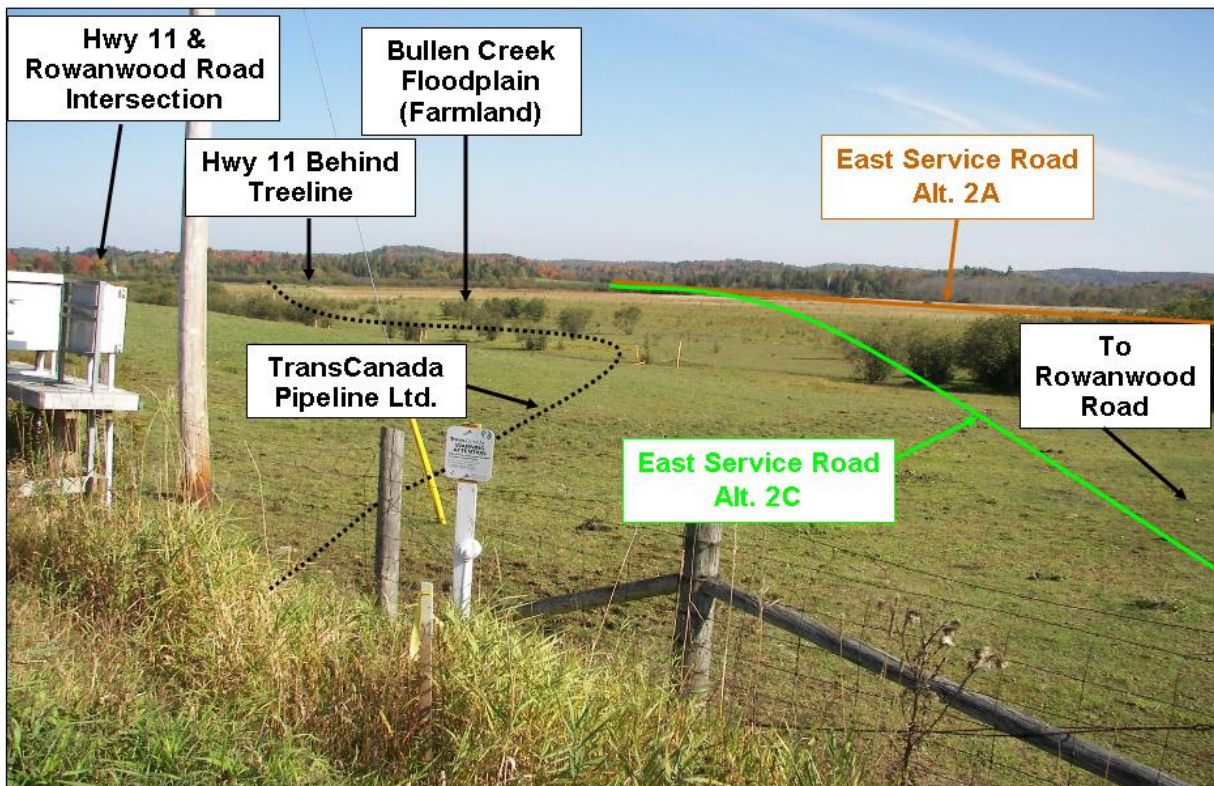 Hwy 11 &
Rowanwood Road
Intersection
Bullen Creek
Floodplain
(Farmland)
Hwy 11 Behind
Treeline
East Service Road
Alt. 2A
TransCanada
Pipeline Ltd.
To
Rowanwood
Road
East Service Road
Alt. 2C
TransCanada
WARNING
ATTENTION